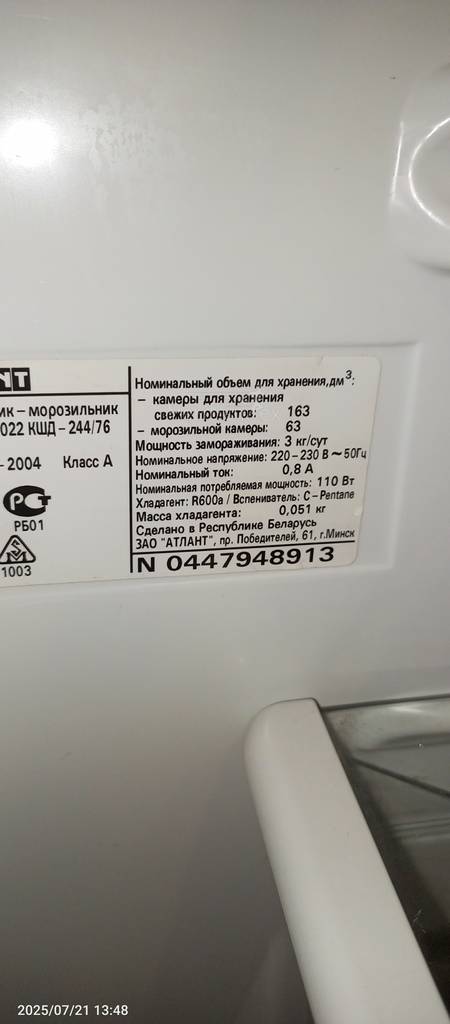 NT
ик – морозильник
022 КШД – 244/76
- 2004 Класс А
РСТ
РБ01
1003
Номинальный объем для хранения, дм³:
– камеры для хранения
свежих продуктов: 163
– морозильной камеры: 63
Мощность замораживания: 3 кг/сут
Номинальное напряжение: 220 – 230 В ~ 50Гц
Номинальный ток: 0,8 А
Номинальная потребляемая мощность: 110 Вт
Хладагент: R600a / Вспениватель: C – Pentane
Масса хладагента: 0,051 кг
Сделано в Республике Беларусь
ЗАО "АТЛАНТ", пр. Победителей, 61, г.Минск
N 0447948913
2025/07/21 13:48